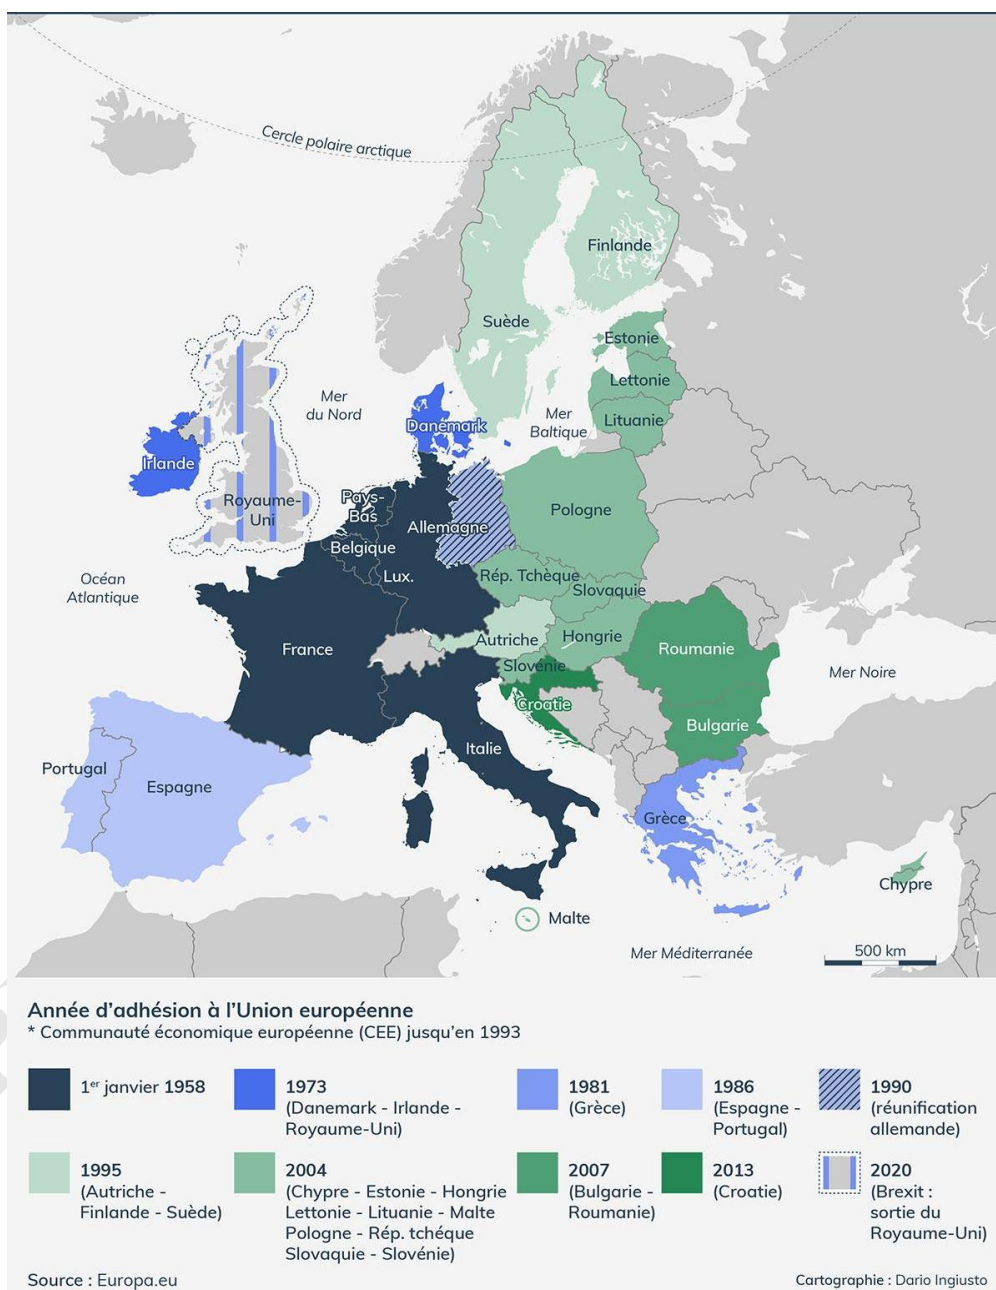 Cercle polaire arctique
Finlande
Suède
Estonie
Lettonie
Lituanie
Mer
du Nord
Mer
Baltique
Danemark
Irlande
Royaume-
Uni
Pays-
Bas
Allemagne
Pologne
Belgique
Lux.
Rép. Tchèque
Slovaquie
Océan
Atlantique
France
Autriche
Hongrie
Slovénie
Roumanie
Mer Noire
Croatie
Bulgarie
Italie
Portugal
Espagne
Grèce
Chypre
Malte
Mer Méditerranée
500 km
Année d’adhésion à l’Union européenne
* Communauté économique européenne (CEE) jusqu’en 1993
1er janvier 1958
1973
(Danemark - Irlande -
Royaume-Uni)
1981
(Grèce)
1986
(Espagne -
Portugal)
1990
(réunification
allemande)
1995
(Autriche -
Finlande - Suède)
2004
(Chypre - Estonie - Hongrie
Lettonie - Lituanie - Malte
Pologne - Rép. tchéque
Slovaquie - Slovénie)
2007
(Bulgarie -
Roumanie)
2013
(Croatie)
2020
(Brexit :
sortie du
Royaume-Uni)
Source : Europa.eu
Cartographie : Dario Ingiusto